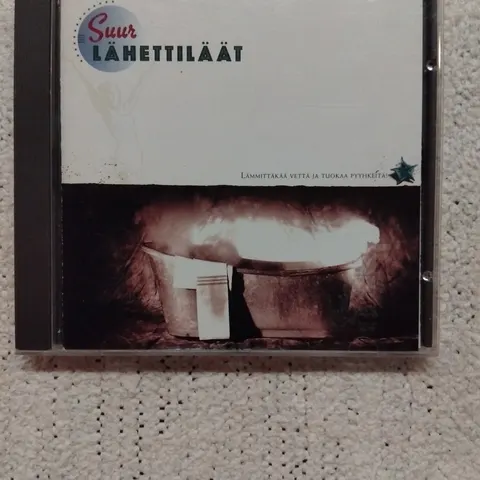 Suur
LÄHETTILÄÄT
LÄMMITTÄKÄÄ VETTÄ JA TUOKAA PYYHKEITÄ!